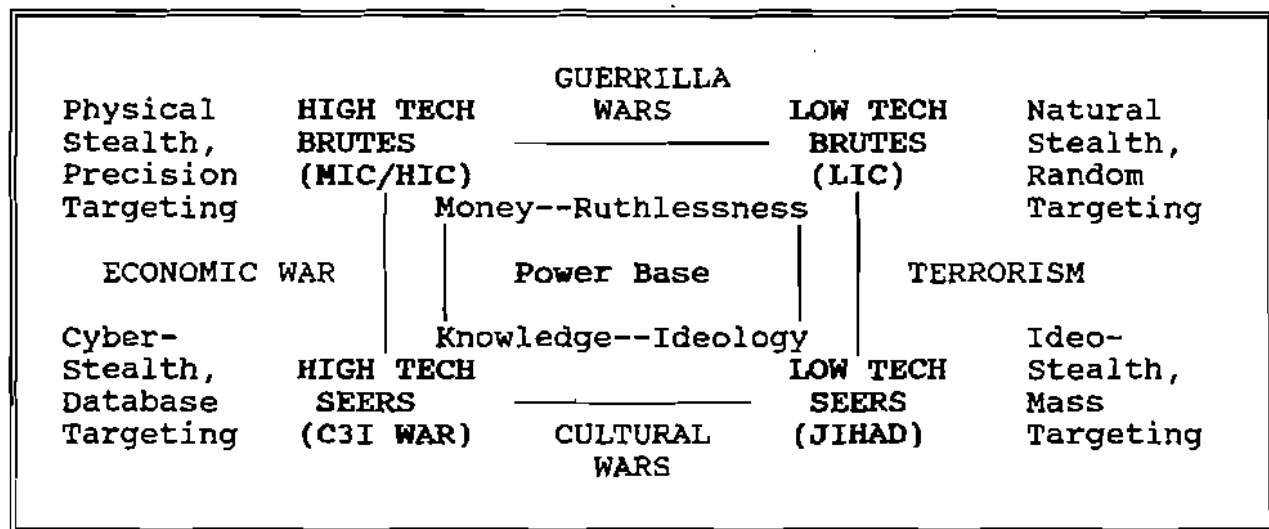 GUERRILLA
Physical HIGH TECH WARS LOW TECH Natural
Stealth, BRUTES BRUTES Stealth,
Precision (MIC/HIC) (LIC) Random
Targeting Money--Ruthlessness Targeting
ECONOMIC WAR Power Base TERRORISM
Cyber- Knowledge--Ideology Ideo-
Stealth, HIGH TECH LOW TECH Stealth,
Database SEERS SEERS Mass
Targeting (C3I WAR) CULTURAL (JIHAD) Targeting
WARS